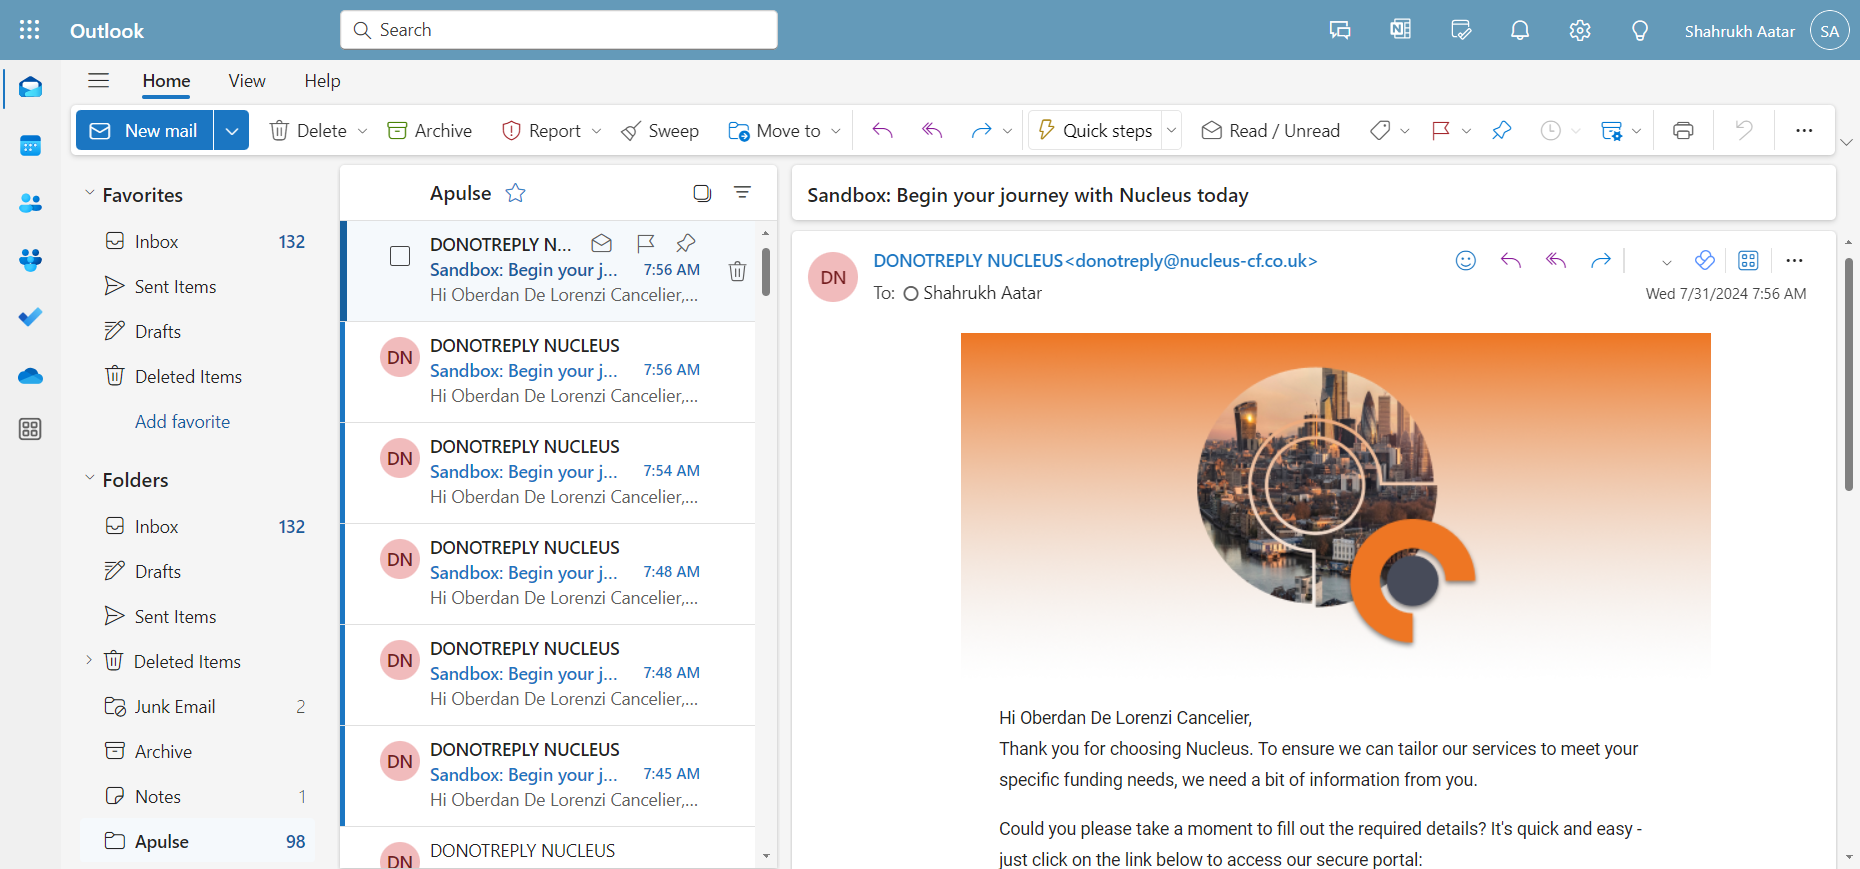 Outlook
Search
Shahrukh Aatar
SA
Home
View
Help
New mail
Delete
Archive
Report
Sweep
Move to
Quick steps
Read / Unread
Favorites
Inbox 132
Sent Items
Drafts
Deleted Items
Add favorite
Folders
Inbox 132
Drafts
Sent Items
Deleted Items
Junk Email 2
Archive
Notes 1
Apulse 98
Apulse
DONOTREPLY N...
Sandbox: Begin your j... 7:56 AM
Hi Oberdan De Lorenzi Cancelier,...
DN
DONOTREPLY NUCLEUS
Sandbox: Begin your j... 7:56 AM
Hi Oberdan De Lorenzi Cancelier,...
DN
DONOTREPLY NUCLEUS
Sandbox: Begin your j... 7:54 AM
Hi Oberdan De Lorenzi Cancelier,...
DN
DONOTREPLY NUCLEUS
Sandbox: Begin your j... 7:48 AM
Hi Oberdan De Lorenzi Cancelier,...
DN
DONOTREPLY NUCLEUS
Sandbox: Begin your j... 7:48 AM
Hi Oberdan De Lorenzi Cancelier,...
DN
DONOTREPLY NUCLEUS
Sandbox: Begin your j... 7:45 AM
Hi Oberdan De Lorenzi Cancelier,...
DN
DONOTREPLY NUCLEUS
Sandbox: Begin your journey with Nucleus today
DN
DONOTREPLY NUCLEUS<donotreply@nucleus-cf.co.uk>
To: Shahrukh Aatar
Wed 7/31/2024 7:56 AM
Hi Oberdan De Lorenzi Cancelier,
Thank you for choosing Nucleus. To ensure we can tailor our services to meet your
specific funding needs, we need a bit of information from you.
Could you please take a moment to fill out the required details? It's quick and easy -
just click on the link below to access our secure portal: